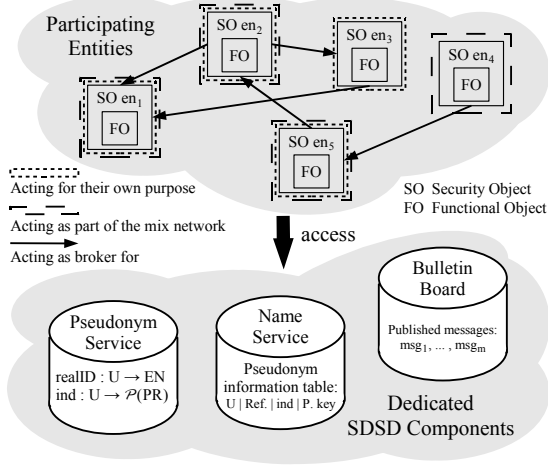 Participating
Entities
SO en2
FO
SO en3
FO
SO en4
FO
SO en1
FO
SO en5
FO
Acting for their own purpose
Acting as part of the mix network
Acting as broker for
SO Security Object
FO Functional Object
access
Pseudonym
Service
realID : U → EN
ind : U → 𝒫(PR)
Name
Service
Pseudonym
information table:
U | Ref. | ind | P. key
Bulletin
Board
Published messages:
msg1, ... , msgm
Dedicated
SDSD Components